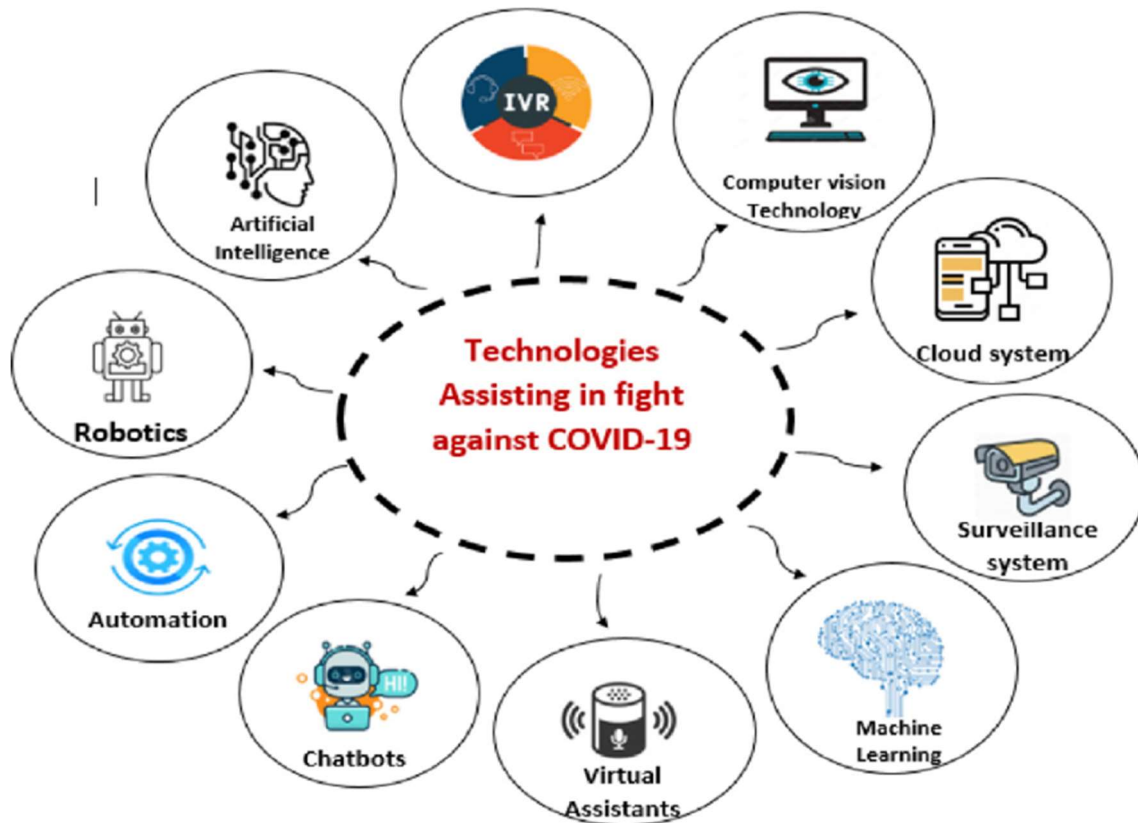 IVR
Computer vision
Technology
Artificial
Intelligence
Cloud system
Technologies
Assisting in fight
against COVID-19
Robotics
Surveillance
system
Automation
HI!
Chatbots
Machine
Learning
Virtual
Assistants